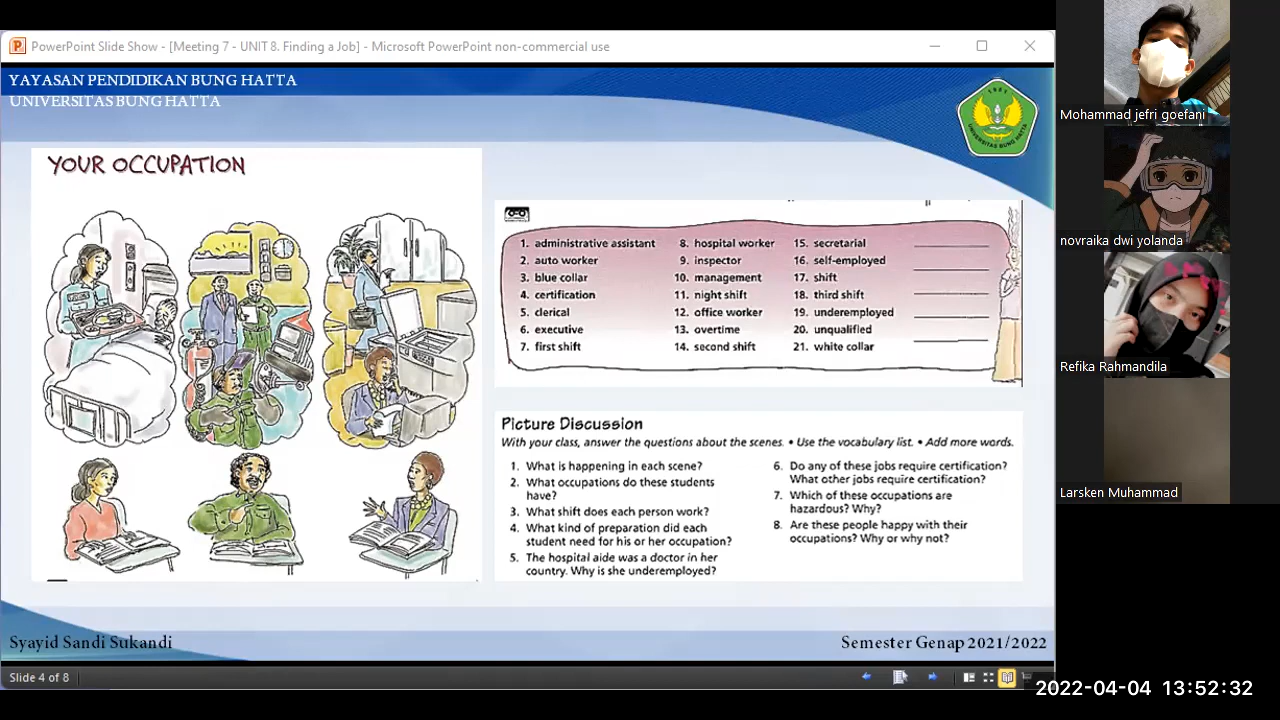 PowerPoint Slide Show - [Meeting 7 - UNIT 8. Finding a Job] - Microsoft PowerPoint non-commercial use
YAYASAN PENDIDIKAN BUNG HATTA
UNIVERSITAS BUNG HATTA
YOUR OCCUPATION
1. administrative assistant
2. auto worker
3. blue collar
4. certification
5. clerical
6. executive
7. first shift
8. hospital worker
9. inspector
10. management
11. night shift
12. office worker
13. overtime
14. second shift
15. secretarial
16. self-employed
17. shift
18. third shift
19. underemployed
20. unqualified
21. white collar
Picture Discussion
With your class, answer the questions about the scenes. • Use the vocabulary list. • Add more words.
1. What is happening in each scene?
2. What occupations do these students
have?
3. What shift does each person work?
4. What kind of preparation did each
student need for his or her occupation?
5. The hospital aide was a doctor in her
country. Why is she underemployed?
6. Do any of these jobs require certification?
What other jobs require certification?
7. Which of these occupations are
hazardous? Why?
8. Are these people happy with their
occupations? Why or why not?
Syayid Sandi Sukandi
Semester Genap 2021/2022
Slide 4 of 8
Mohammad jefri goefani
novraika dwi yolanda
Refika Rahmandila
Larsken Muhammad
2022-04-04 13:52:32